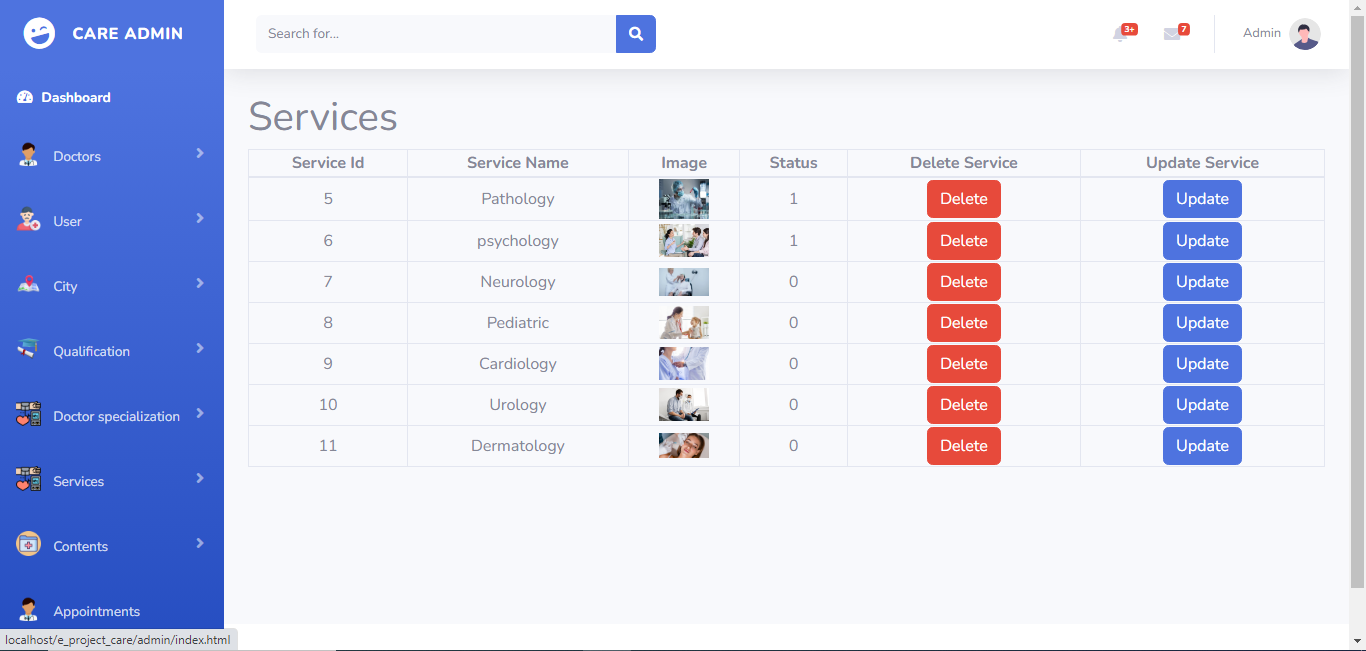 CARE ADMIN
Search for...
3+
7
Admin
Dashboard
Doctors
User
City
Qualification
Doctor specialization
Services
Contents
Appointments
Services
Service Id Service Name Image Status Delete Service Update Service
5 Pathology 1 Delete Update
6 psychology 1 Delete Update
7 Neurology 0 Delete Update
8 Pediatric 0 Delete Update
9 Cardiology 0 Delete Update
10 Urology 0 Delete Update
11 Dermatology 0 Delete Update
localhost/e_project_care/admin/index.html